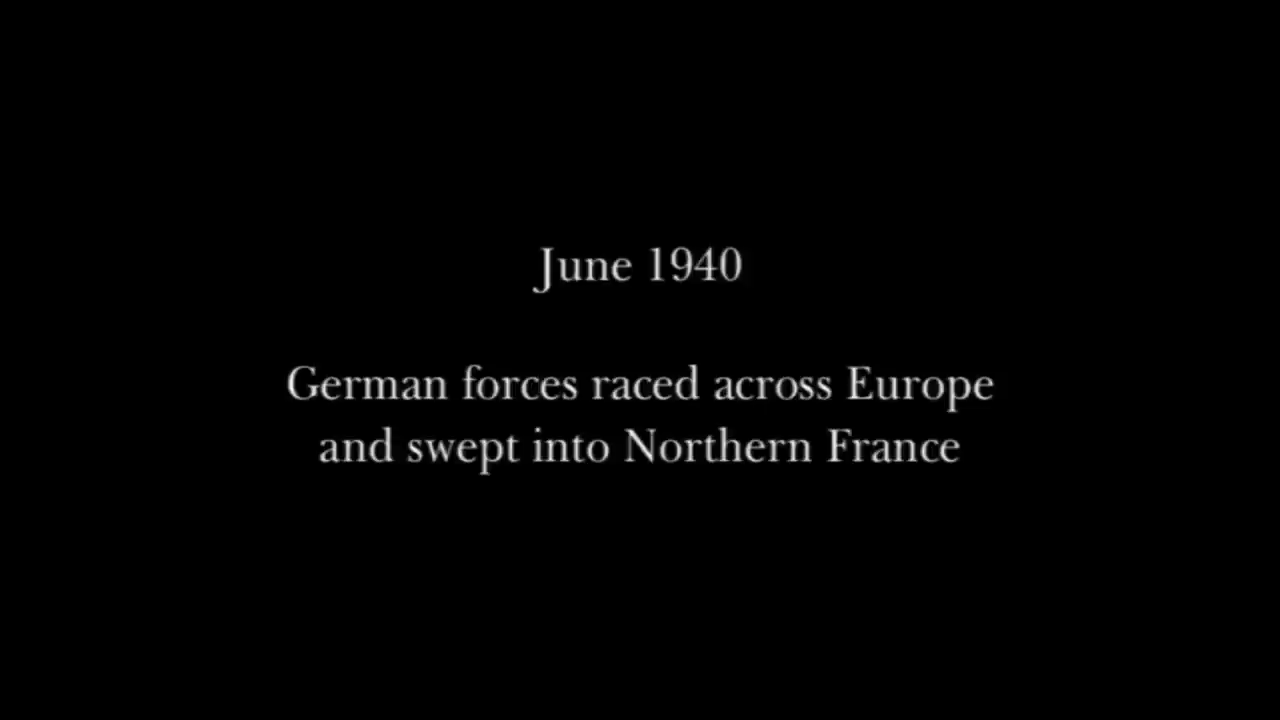 June 1940
German forces raced across Europe
and swept into Northern France